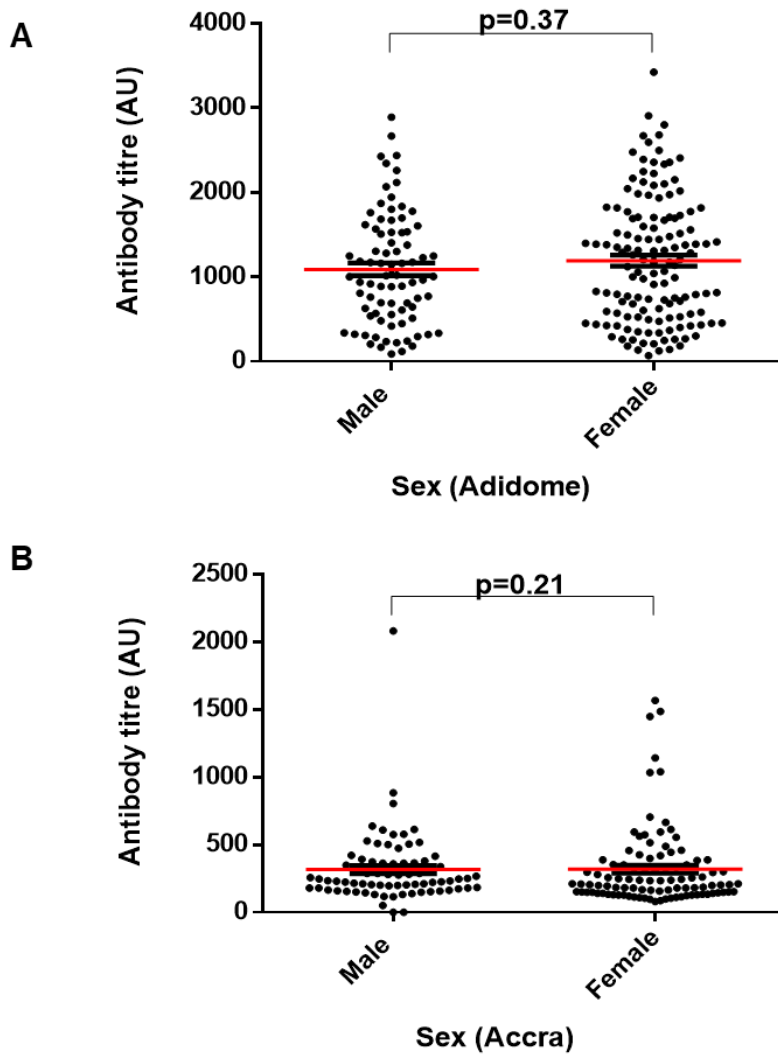 A
p=0.37
Antibody titre (AU)
4000
3000
2000
1000
0
Male
Female
Sex (Adidome)
B
p=0.21
Antibody titre (AU)
2500
2000
1500
1000
500
0
Male
Female
Sex (Accra)